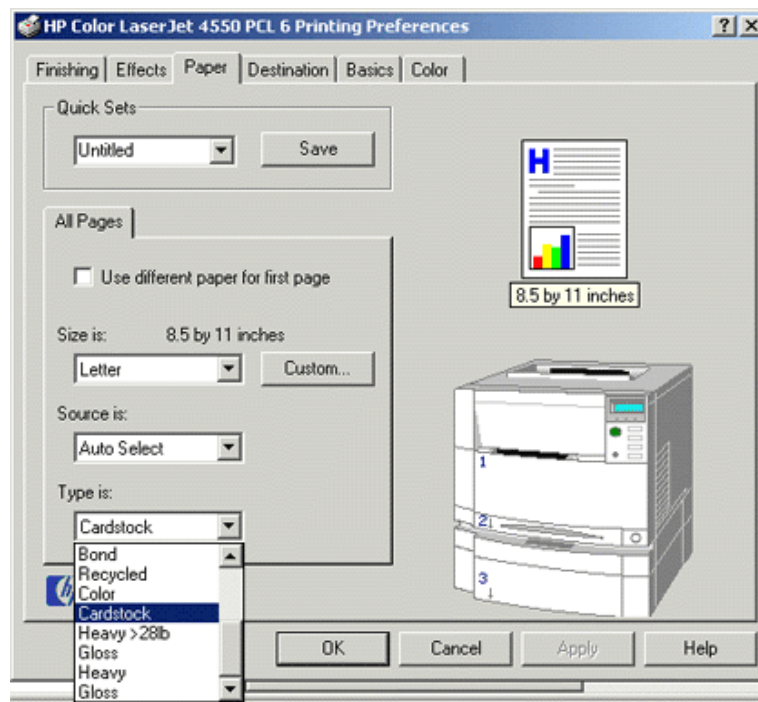 HP Color LaserJet 4550 PCL 6 Printing Preferences
Finishing Effects Paper Destination Basics Color
Quick Sets
Untitled Save
H
8.5 by 11 inches
All Pages
Use different paper for first page
Size is: 8.5 by 11 inches
Letter Custom...
Source is:
Auto Select
Type is:
Cardstock
Bond
Recycled
Color
Cardstock
Heavy >28lb
Gloss
Heavy
Gloss
1
2
3
OK Cancel Apply Help